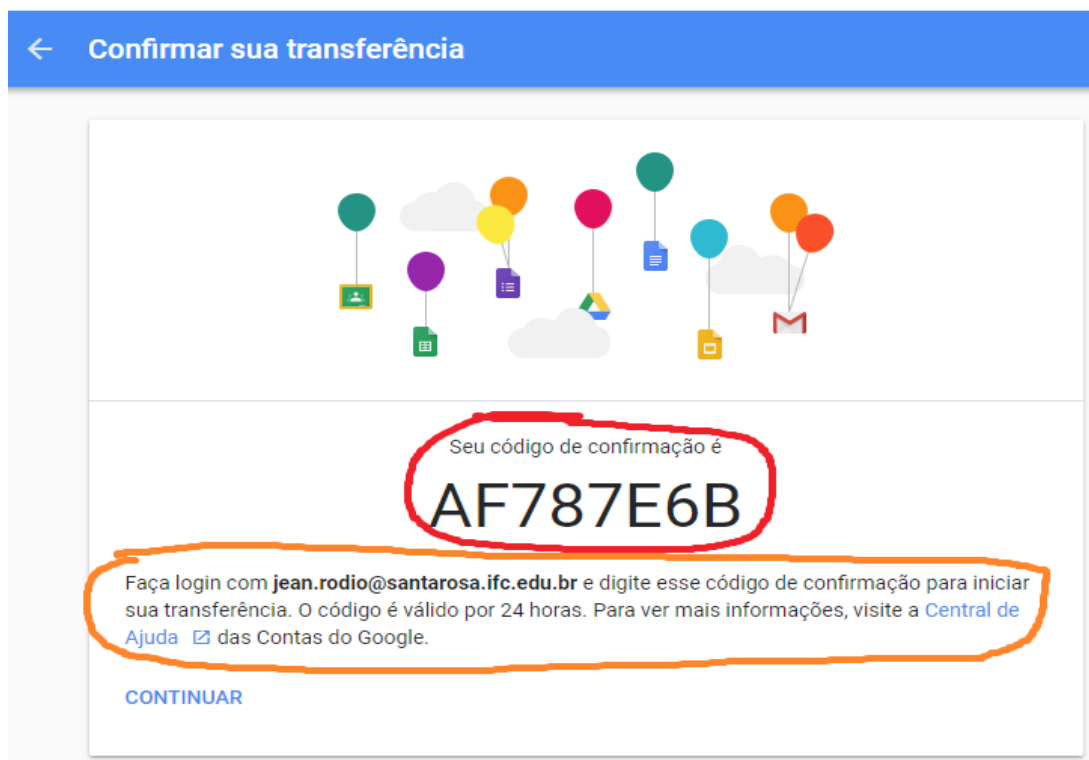 Confirmar sua transferência
Seu código de confirmação é
AF787E6B
Faça login com jean.rodio@santarosa.ifc.edu.br e digite esse código de confirmação para iniciar
sua transferência. O código é válido por 24 horas. Para ver mais informações, visite a Central de
Ajuda das Contas do Google.
CONTINUAR